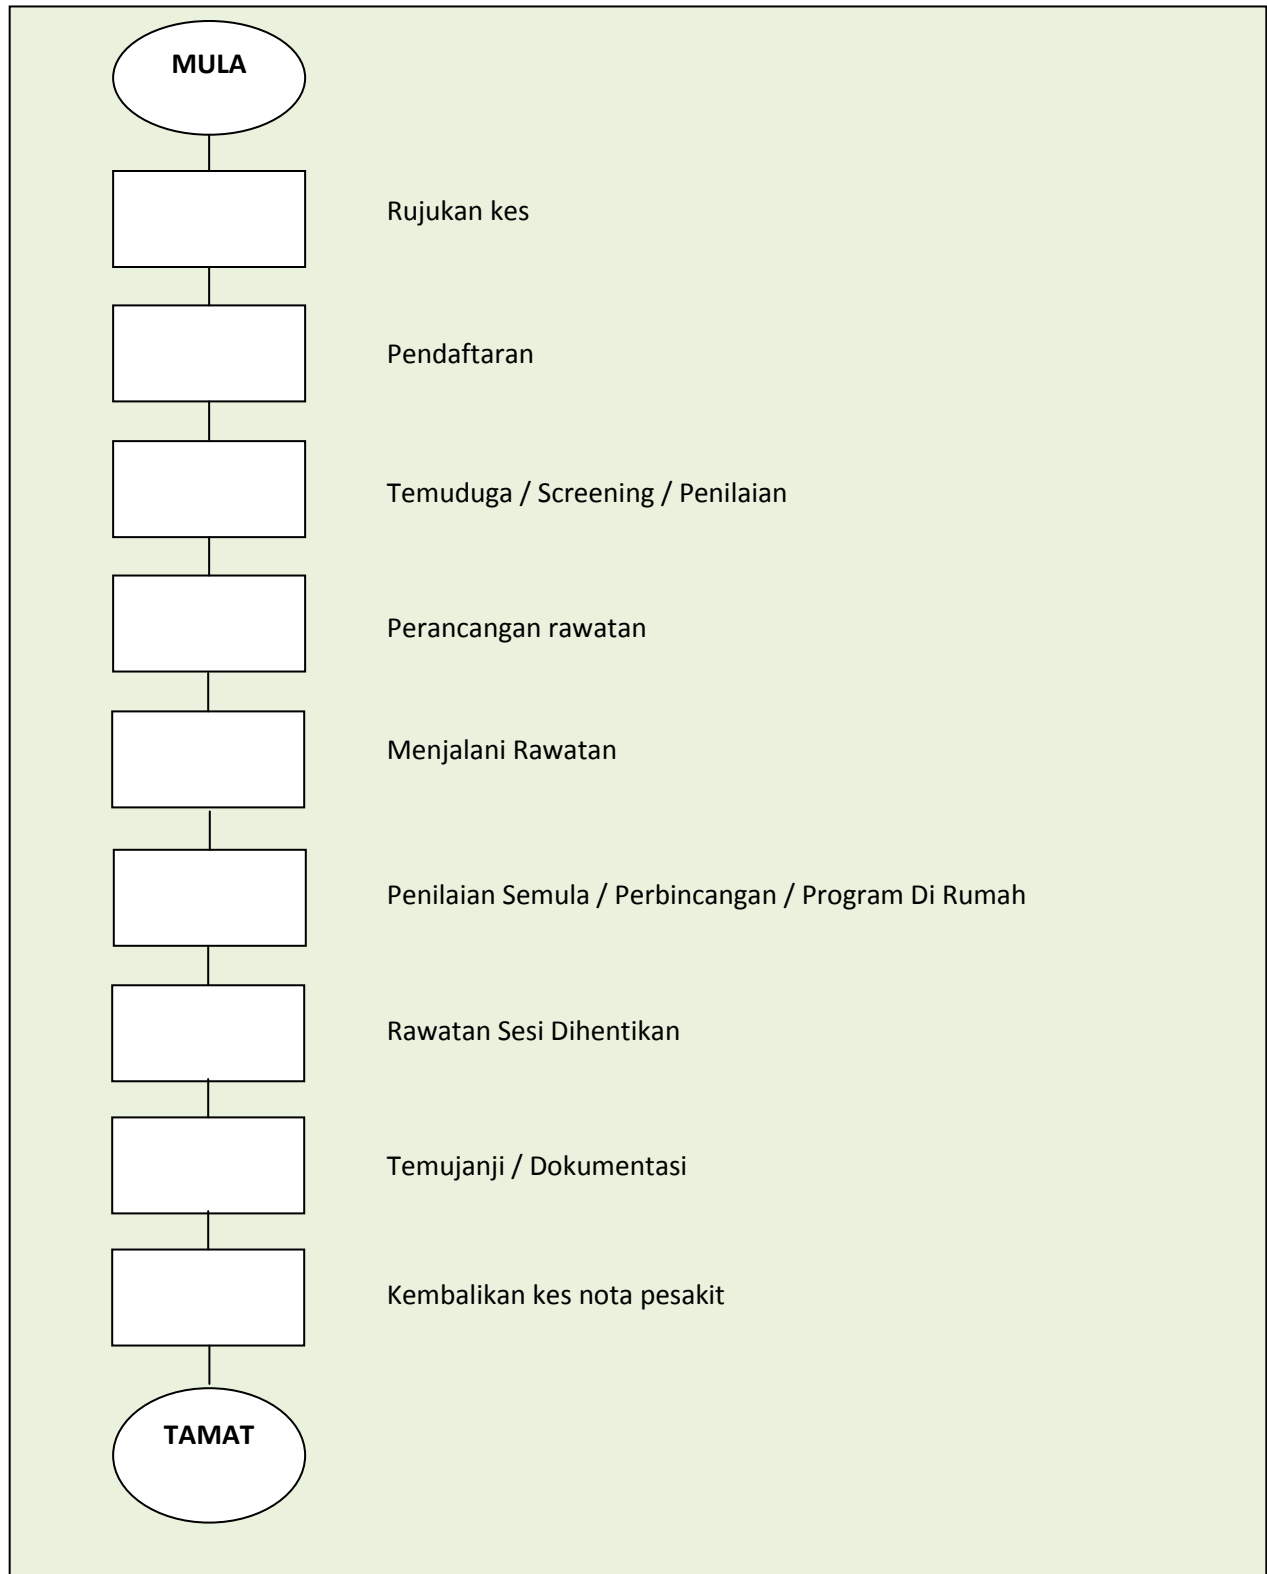 MULA
Rujukan kes
Pendaftaran
Temuduga / Screening / Penilaian
Perancangan rawatan
Menjalani Rawatan
Penilaian Semula / Perbincangan / Program Di Rumah
Rawatan Sesi Dihentikan
Temujanji / Dokumentasi
Kembalikan kes nota pesakit
TAMAT